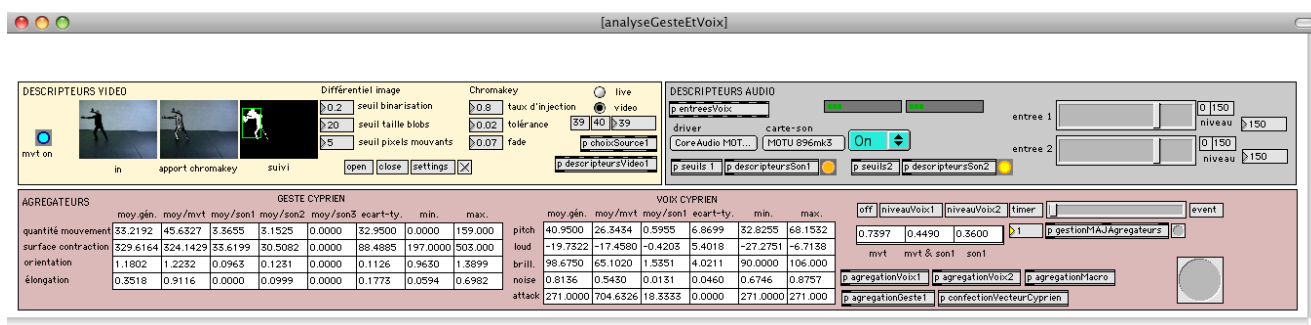 [analyseGesteEtVoix]
DESCRIPTEURS VIDEO
mvt on
in
apport chromakey
suivi
Différentiel image
0.2 seuil binarisation
20 seuil taille blobs
5 seuil pixels mouvants
open close settings
Chromakey
0.8 taux d'injection
0.02 tolérance
0.07 fade
live
video
39 40 39
p choixSource1
p descripteursVideo1
DESCRIPTEURS AUDIO
p entreesVoix
driver carte-son
CoreAudio MOT... MOTU 896mk3 On
p seuils 1 p descripteursSon1 p seuils2 p descripteursSon2
entree 1 0 150
niveau 150
entree 2 0 150
niveau 150
AGREGATEURS
GESTE CYPRIEN
moy.gén. moy/mvt moy/son1 moy/son2 moy/son3 ecart-ty. min. max.
quantité mouvement 33.2192 45.6327 3.3655 3.1525 0.0000 32.9500 0.0000 159.000
surface contraction 329.6164 324.1429 33.6199 30.5082 0.0000 88.4885 197.0000 503.000
orientation 1.1802 1.2232 0.0963 0.1231 0.0000 0.1126 0.9630 1.3899
élongation 0.3518 0.9116 0.0000 0.0999 0.0000 0.1773 0.0594 0.6982
VOIX CYPRIEN
moy.gén. moy/mvt moy/son1 ecart-ty. min. max.
pitch 40.9500 26.3434 0.5955 6.8699 32.8255 68.1532
loud -19.7322 -17.4580 -0.4203 5.4018 -27.2751 -6.7138
brill. 98.6750 65.1020 1.5351 4.0211 90.0000 106.000
noise 0.8136 0.5430 0.0131 0.0460 0.6746 0.8757
attack 271.0000 704.6326 18.3333 0.0000 271.0000 271.000
off niveauVoix1 niveauVoix2 timer event
0.7397 0.4490 0.3600 1 p gestionMAJAgregateurs
mvt mvt & son1 son1
p agregationVoix1 p agregationVoix2 p agregationMacro
p agregationGeste1 p confectionVecteurCyprien